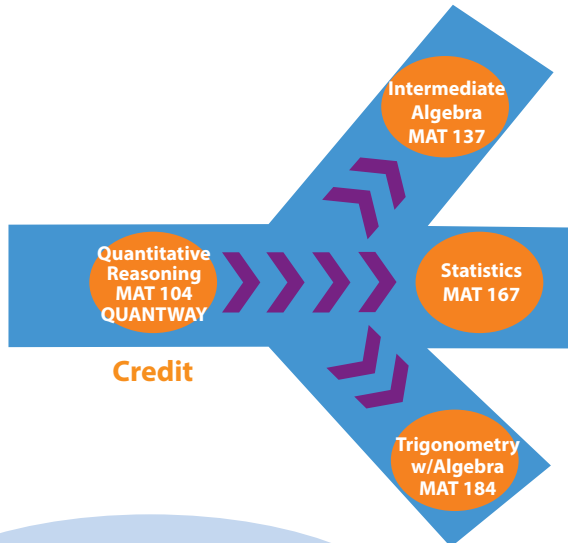 Intermediate
Algebra
MAT 137
Quantitative
Reasoning
MAT 104
QUANTWAY
Statistics
MAT 167
Credit
Trigonometry
w/Algebra
MAT 184